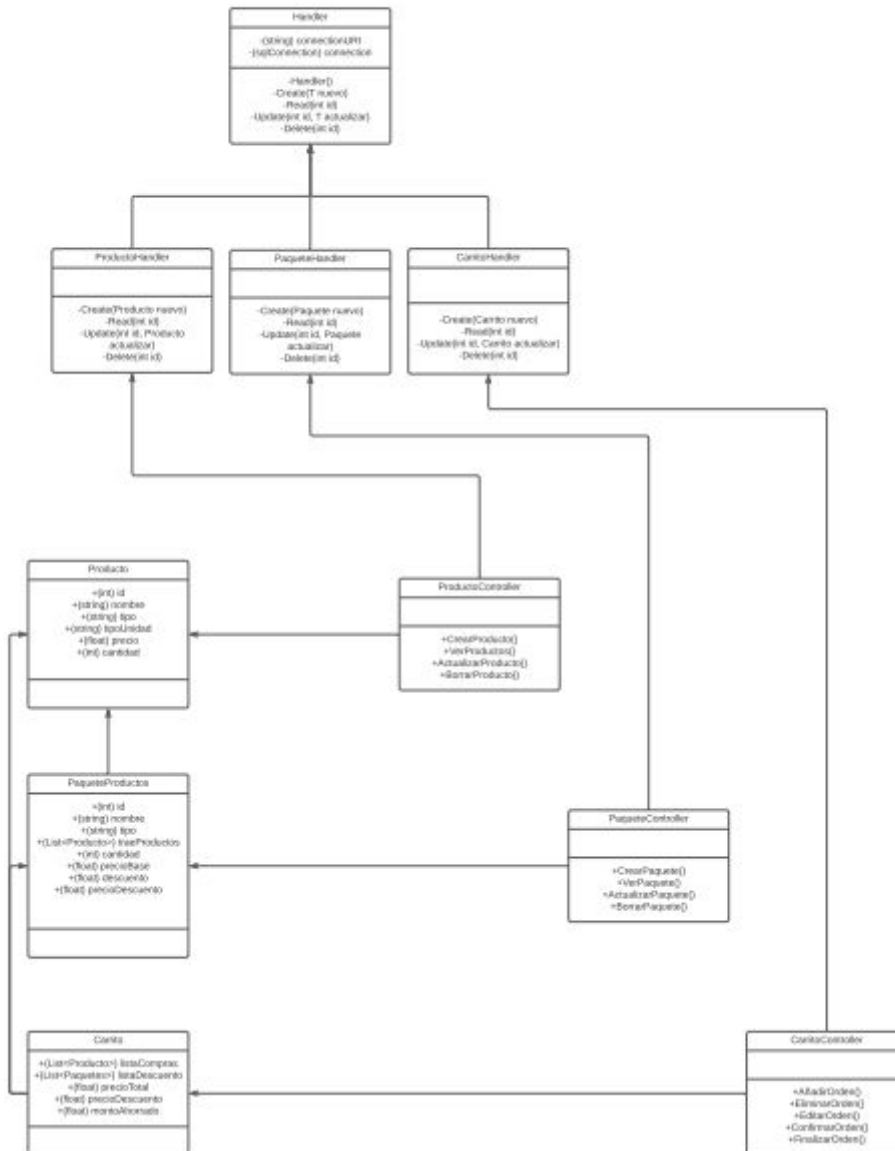 Handler
-(string) connectionURI
-(sqlConnection) connection
-Handler()
-Create(T nuevo)
-Read(int id)
-Update(int id, T actualizar)
-Delete(int id)
ProductoHandler
-Create(Producto nuevo)
-Read(int id)
-Update(int id, Producto
actualizar)
-Delete(int id)
PaqueteHandler
-Create(Paquete nuevo)
-Read(int id)
-Update(int id, Paquete
actualizar)
-Delete(int id)
CarritoHandler
-Create(Carrito nuevo)
-Read(int id)
-Update(int id, Carrito actualizar)
-Delete(int id)
Producto
+(int) id
+(string) nombre
+(string) tipo
+(string) tipoUnidad
+(float) precio
+(int) cantidad
ProductoController
+CrearProducto()
+VerProductos()
+ActualizarProducto()
+BorrarProducto()
PaqueteProductos
+(int) id
+(string) nombre
+(string) tipo
+(List<Producto>) traeProductos
+(int) cantidad
+(float) precioBase
+(float) descuento
+(float) precioDescuento
PaqueteController
+CrearPaquete()
+VerPaquete()
+ActualizarPaquete()
+BorrarPaquete()
Carrito
+(List<Producto>) listaCompras
+(List<Paquetes>) listaDescuento
+(float) precioTotal
+(float) precioDescuento
+(float) montoAhorrado
CarritoController
+AñadirOrden()
+EliminarOrden()
+EditarOrden()
+ConfirmarOrden()
+FinalizarOrden()